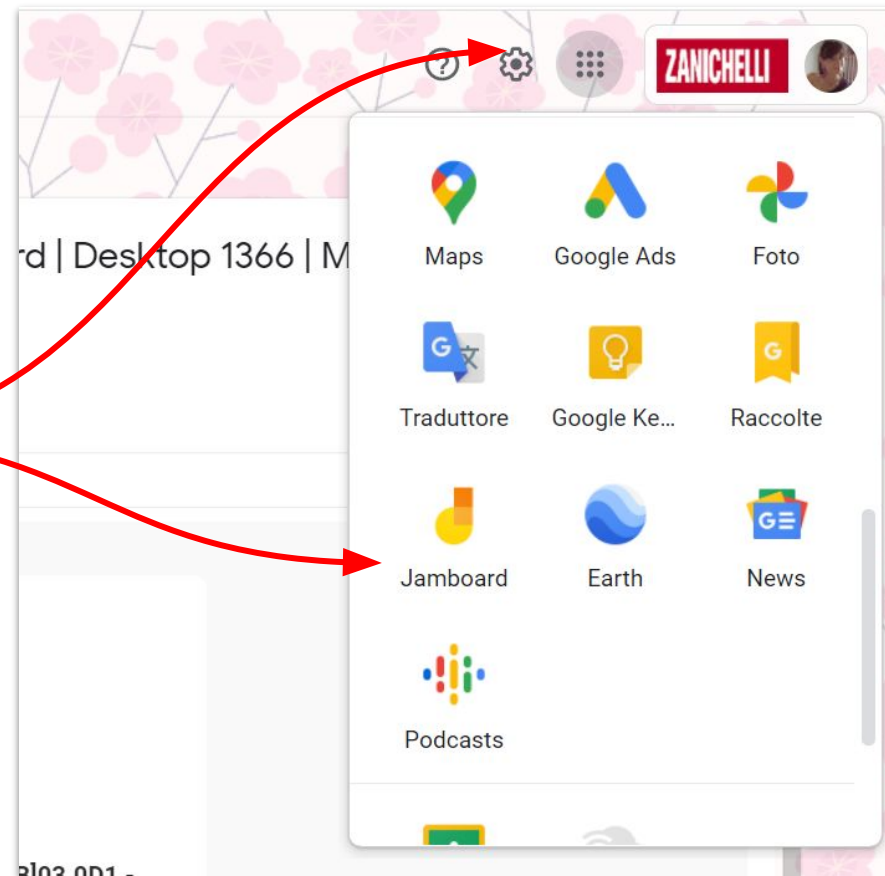 ZANICHELLI
rd | Desktop 1366 | M
Maps Google Ads Foto
Traduttore Google Ke... Raccolte
Jamboard Earth News
Podcasts